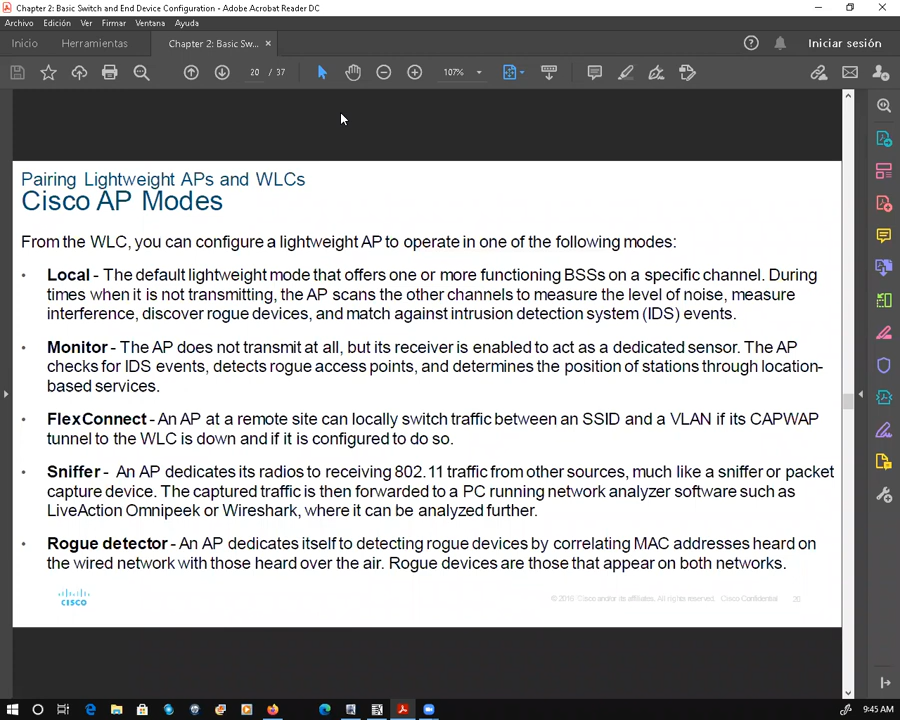 Chapter 2: Basic Switch and End Device Configuration - Adobe Acrobat Reader DC
Archivo Edición Ver Firmar Ventana Ayuda
Inicio Herramientas Chapter 2: Basic Sw... × Iniciar sesión
20 / 37 107%
Pairing Lightweight APs and WLCs
Cisco AP Modes
From the WLC, you can configure a lightweight AP to operate in one of the following modes:
• Local - The default lightweight mode that offers one or more functioning BSSs on a specific channel. During
times when it is not transmitting, the AP scans the other channels to measure the level of noise, measure
interference, discover rogue devices, and match against intrusion detection system (IDS) events.
• Monitor - The AP does not transmit at all, but its receiver is enabled to act as a dedicated sensor. The AP
checks for IDS events, detects rogue access points, and determines the position of stations through location-
based services.
• FlexConnect - An AP at a remote site can locally switch traffic between an SSID and a VLAN if its CAPWAP
tunnel to the WLC is down and if it is configured to do so.
• Sniffer - An AP dedicates its radios to receiving 802.11 traffic from other sources, much like a sniffer or packet
capture device. The captured traffic is then forwarded to a PC running network analyzer software such as
LiveAction Omnipeek or Wireshark, where it can be analyzed further.
• Rogue detector - An AP dedicates itself to detecting rogue devices by correlating MAC addresses heard on
the wired network with those heard over the air. Rogue devices are those that appear on both networks.
CISCO
© 2016 Cisco and/or its affiliates. All rights reserved. Cisco Confidential 20
9:45 AM